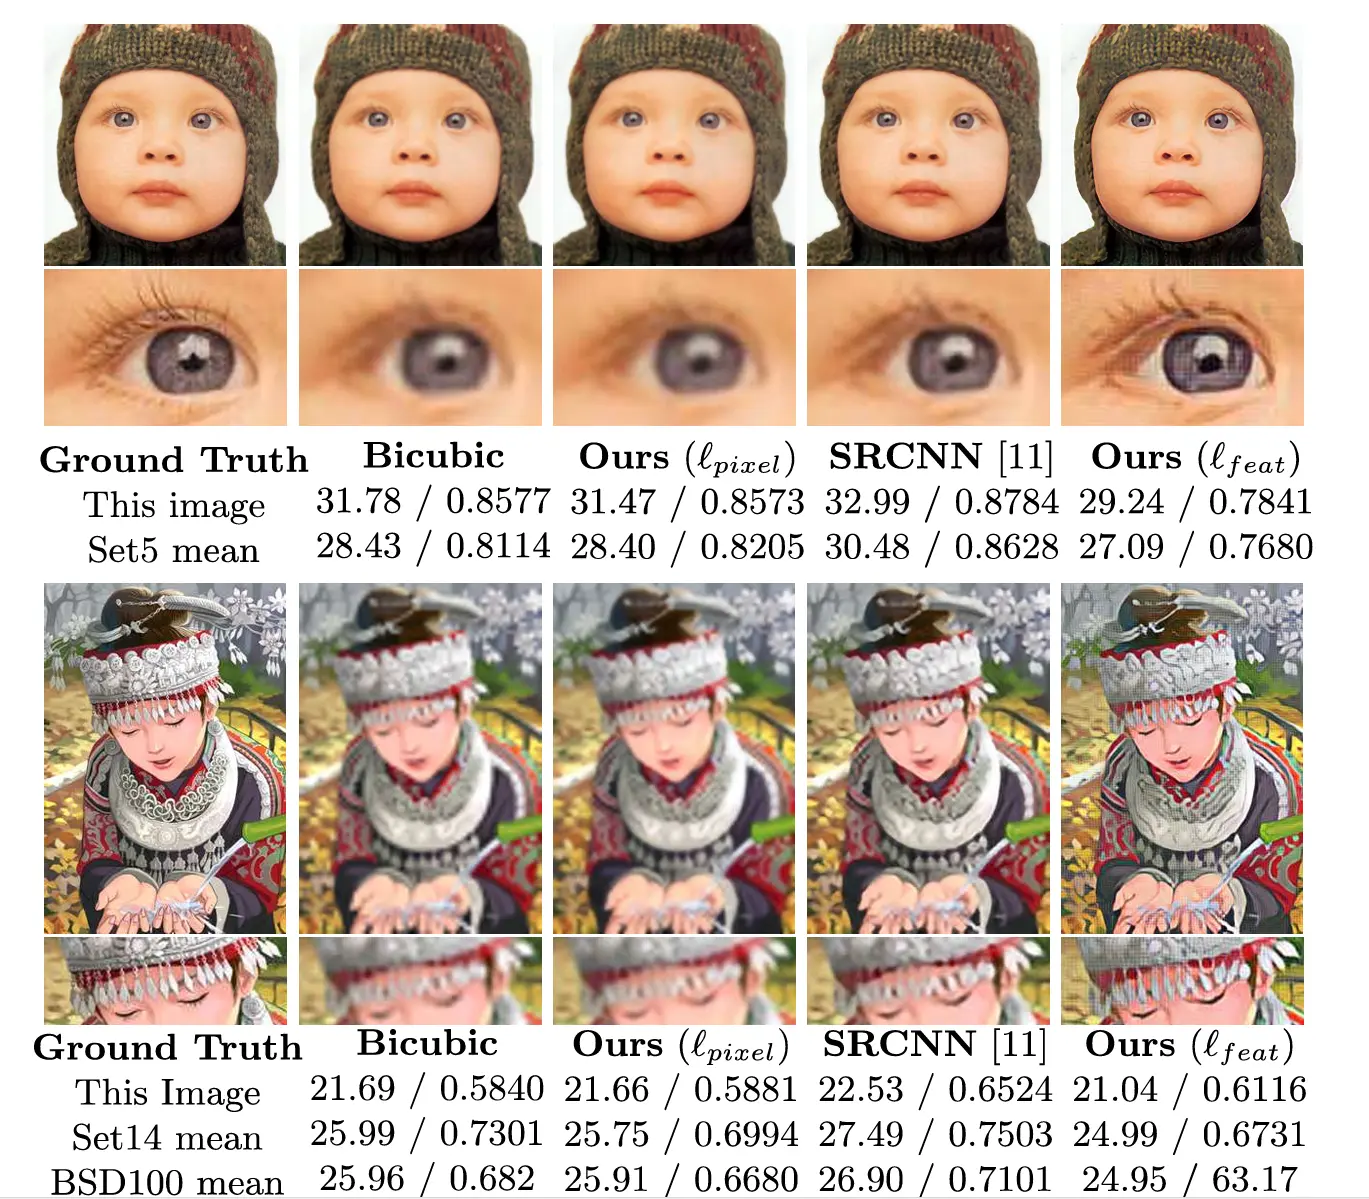 Ground Truth Bicubic Ours (ℓpixel) SRCNN [11] Ours (ℓfeat)
This image 31.78 / 0.8577 31.47 / 0.8573 32.99 / 0.8784 29.24 / 0.7841
Set5 mean 28.43 / 0.8114 28.40 / 0.8205 30.48 / 0.8628 27.09 / 0.7680
Ground Truth Bicubic Ours (ℓpixel) SRCNN [11] Ours (ℓfeat)
This Image 21.69 / 0.5840 21.66 / 0.5881 22.53 / 0.6524 21.04 / 0.6116
Set14 mean 25.99 / 0.7301 25.75 / 0.6994 27.49 / 0.7503 24.99 / 0.6731
BSD100 mean 25.96 / 0.682 25.91 / 0.6680 26.90 / 0.7101 24.95 / 63.17